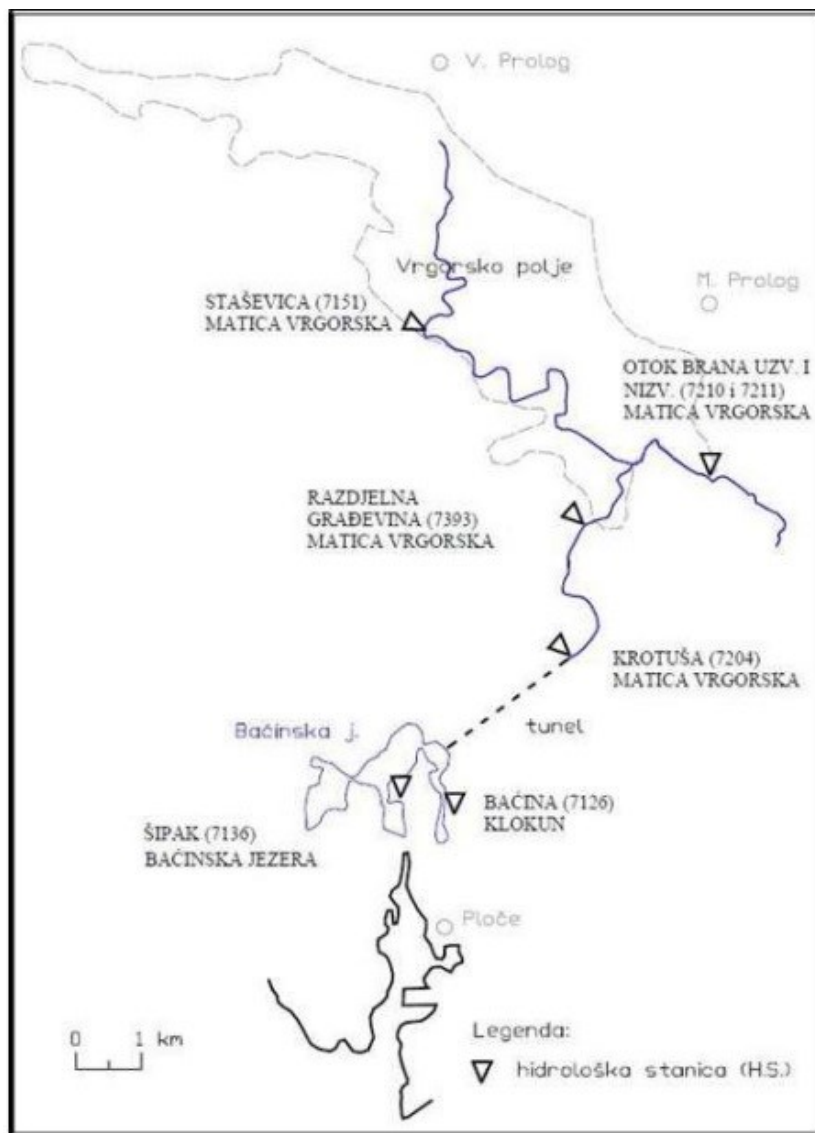 V. Prolog
Vrgorsko polje
M. Prolog
STAŠEVICA (7151)
MATICA VRGORSKA
OTOK BRANA UZV. I
NIZV. (7210 i 7211)
MATICA VRGORSKA
RAZDJELNA
GRAĐEVINA (7393)
MATICA VRGORSKA
KROTUŠA (7204)
MATICA VRGORSKA
Baćinska j.
tunel
BAĆINA (7126)
KLOKUN
ŠIPAK (7136)
BAĆINSKA JEZERA
Ploče
0 1 km
Legenda:
hidrološka stanica (H.S.)